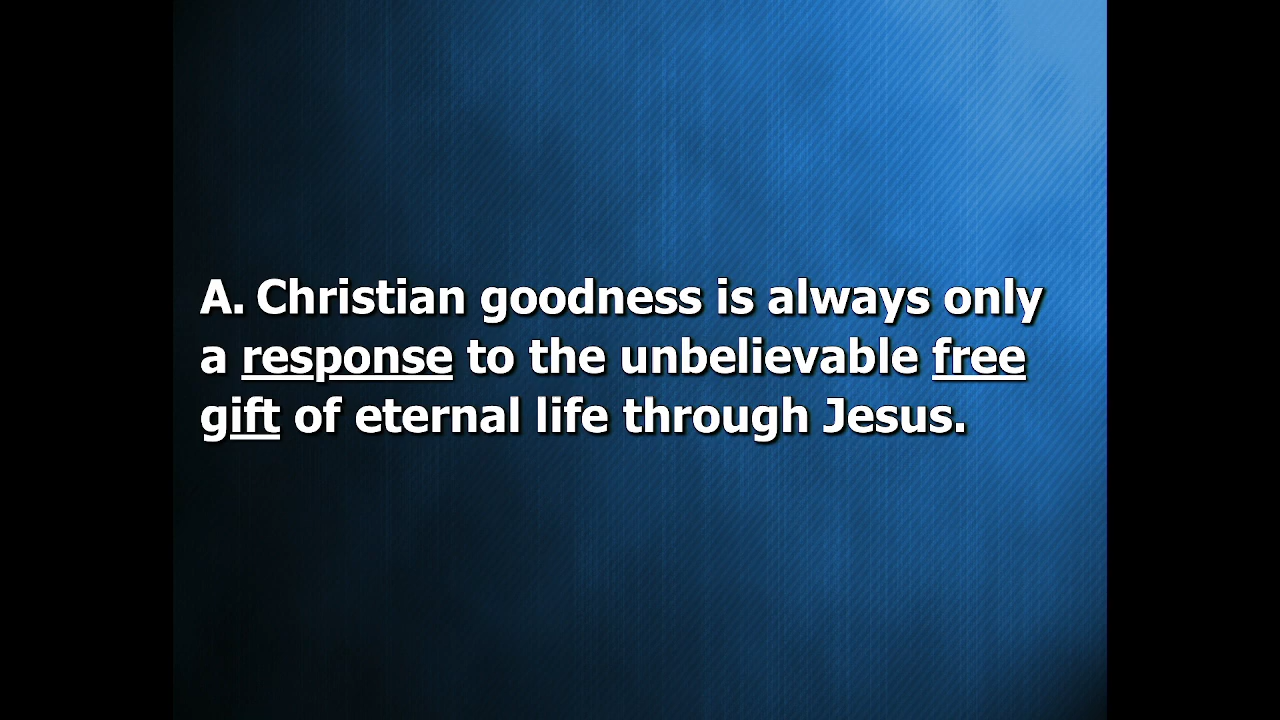 A. Christian goodness is always only
a response to the unbelievable free
gift of eternal life through Jesus.